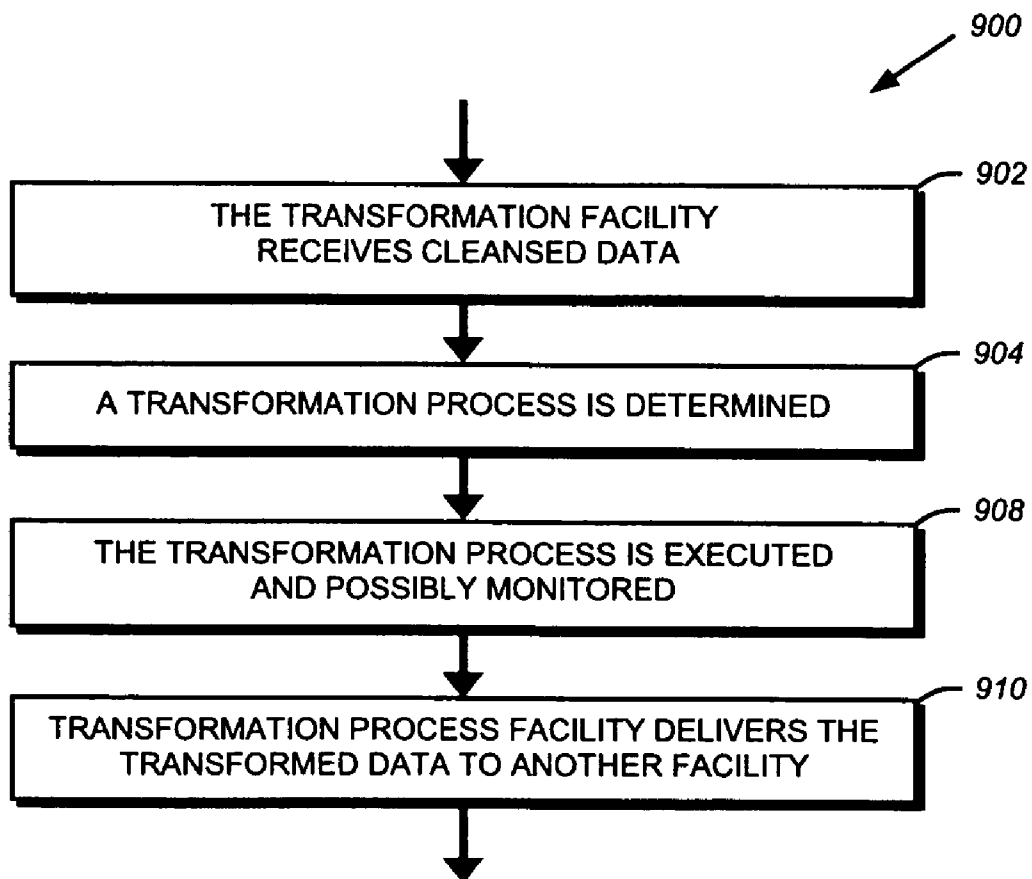 900
902
THE TRANSFORMATION FACILITY
RECEIVES CLEANSED DATA
904
A TRANSFORMATION PROCESS IS DETERMINED
908
THE TRANSFORMATION PROCESS IS EXECUTED
AND POSSIBLY MONITORED
910
TRANSFORMATION PROCESS FACILITY DELIVERS THE
TRANSFORMED DATA TO ANOTHER FACILITY